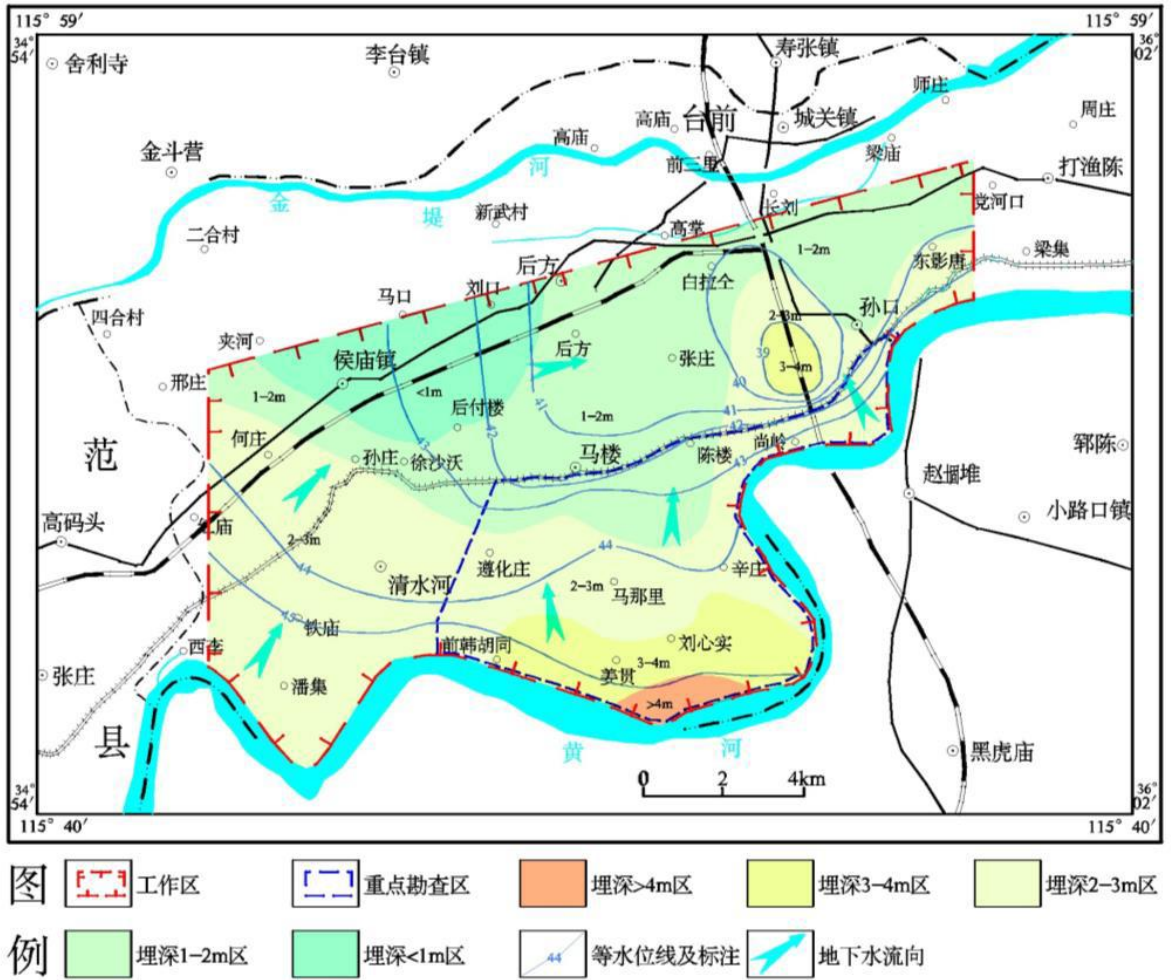 115° 59′
115° 59′
34°
54′
36°
02′
舍利寺
李台镇
寿张镇
师庄
周庄
高庙
台前
城关镇
高庙
金斗营
前三里
梁庙
打渔陈
河
金
堤
新武村
长刘
党河口
二合村
高掌
1-2m
东影唐
梁集
后方
白拉仝
刘口
马口
四合村
2-3m
孙口
夹河
后方
张庄
39
侯庙镇
3-4m
邢庄
1-2m
<1m
40
后付楼
41
1-2m
41
42
何庄
43
42
尚岭
郓陈
范
孙庄
徐沙沃
马楼
陈楼
43
赵堌堆
高码头
庙
2-3m
小路口镇
44
44
遵化庄
清水河
辛庄
2-3m
马那里
45
铁庙
西李
前韩胡同
刘心实
3-4m
姜贯
张庄
潘集
>4m
县
黄
河
黑虎庙
0 2 4km
34°
54′
36°
02′
115° 40′
115° 40′
图
例
工作区
重点勘查区
埋深>4m区
埋深3-4m区
埋深2-3m区
埋深1-2m区
埋深<1m区
44
等水位线及标注
地下水流向